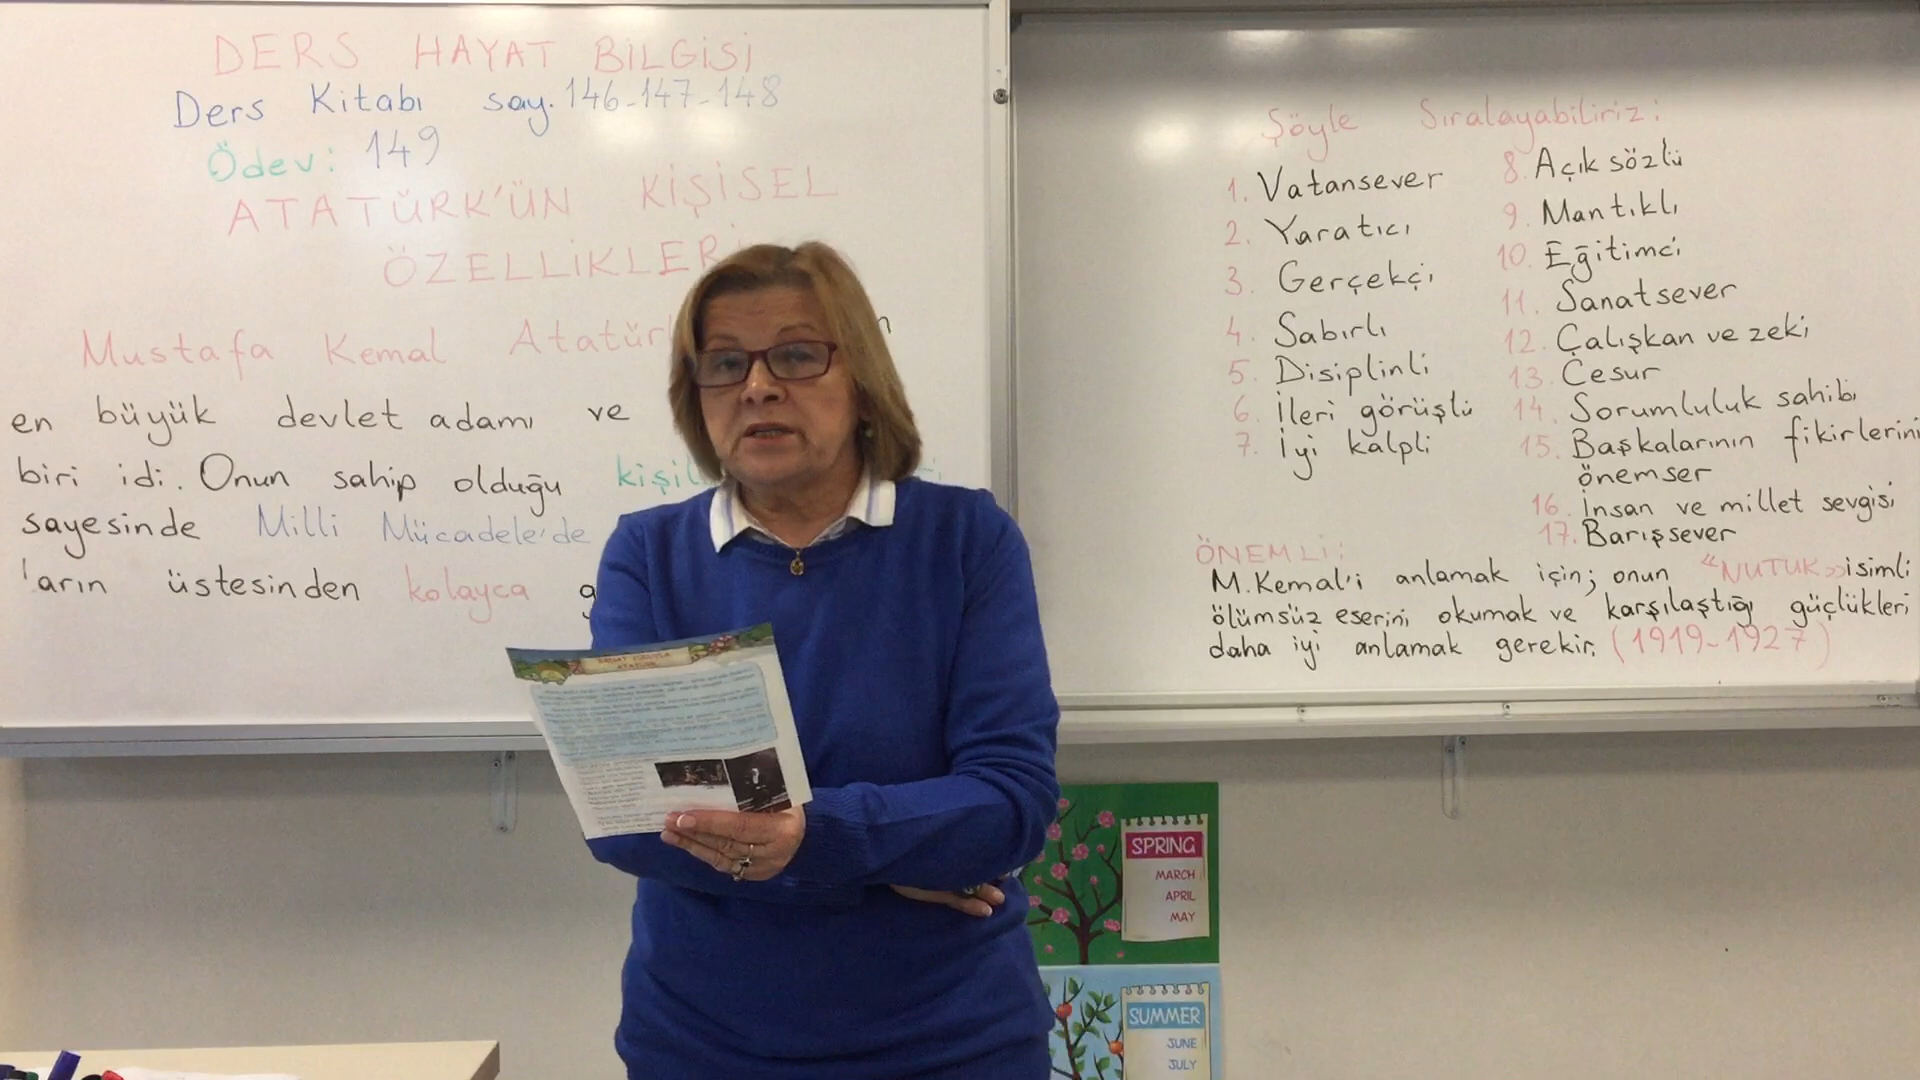 DERS HAYAT BİLGİSİ
Ders Kitabı say. 146-147-148
Ödev: 149
ATATÜRK'ÜN KİŞİSEL
ÖZELLİKLERİ
Mustafa Kemal Atatürk
en büyük devlet adamı ve
biri idi. Onun sahip olduğu
sayesinde Milli Mücadele'de
'ların üstesinden kolayca
Şöyle Sıralayabiliriz:
1. Vatansever
2. Yaratıcı
3. Gerçekçi
4. Sabırlı
5. Disiplinli
6. İleri görüşlü
7. İyi kalpli
8. Açık sözlü
9. Mantıklı
10. Eğitimci
11. Sanatsever
12. Çalışkan ve zeki
13. Cesur
14. Sorumluluk sahibi
15. Başkalarının fikirlerini
önemser
16. İnsan ve millet sevgisi
17. Barışsever
ÖNEMLİ:
M.Kemal'i anlamak için; onun "NUTUK" isimli
ölümsüz eserini okumak ve karşılaştığı güçlükleri
daha iyi anlamak gerekir. (1919-1927)
SPRING
MARCH
APRIL
MAY
SUMMER
JUNE
JULY